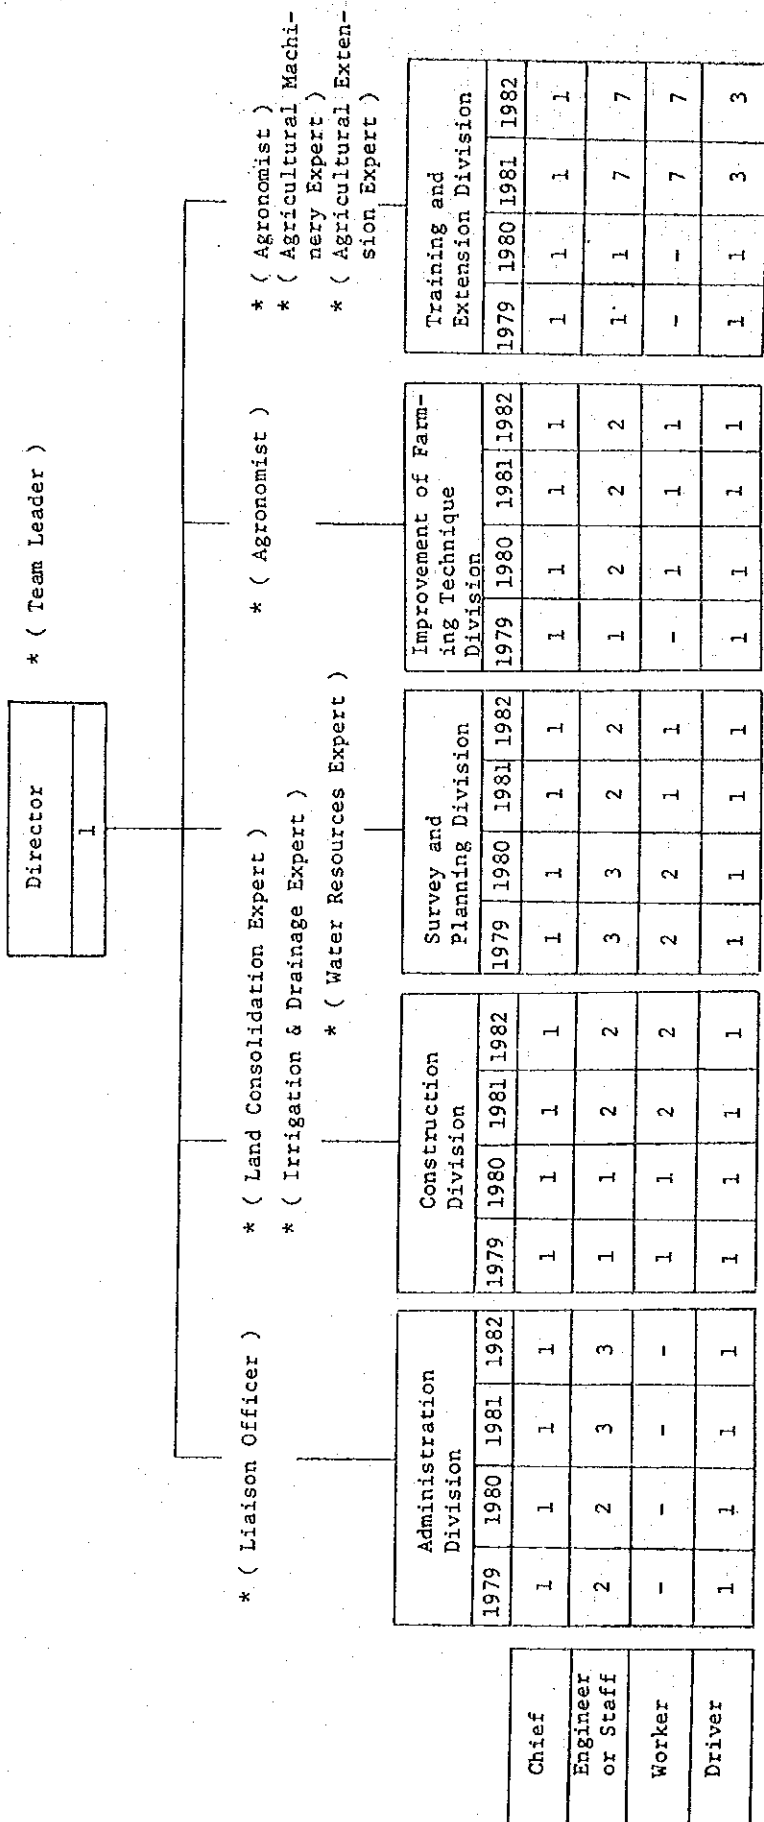 Director
1
* ( Team Leader )
* ( Liaison Officer )
* ( Land Consolidation Expert )
* ( Irrigation & Drainage Expert )
* ( Water Resources Expert )
* ( Agronomist )
* ( Agronomist )
* ( Agricultural Machi-
nery Expert )
* ( Agricultural Exten-
sion Expert )
Administration
Division
1979 1980 1981 1982
Construction
Division
1979 1980 1981 1982
Survey and
Planning Division
1979 1980 1981 1982
Improvement of Farm-
ing Technique
Division
1979 1980 1981 1982
Training and
Extension Division
1979 1980 1981 1982
Chief 1 1 1 1 1 1 1 1 1 1 1 1 1 1 1 1 1 1 1 1
Engineer
or Staff 2 2 3 3 1 1 2 2 3 3 2 2 1 2 2 2 1 1 7 7
Worker - - - - 1 1 2 2 2 2 1 1 - 1 1 1 - - 7 7
Driver 1 1 1 1 1 1 1 1 1 1 1 1 1 1 1 1 1 1 3 3